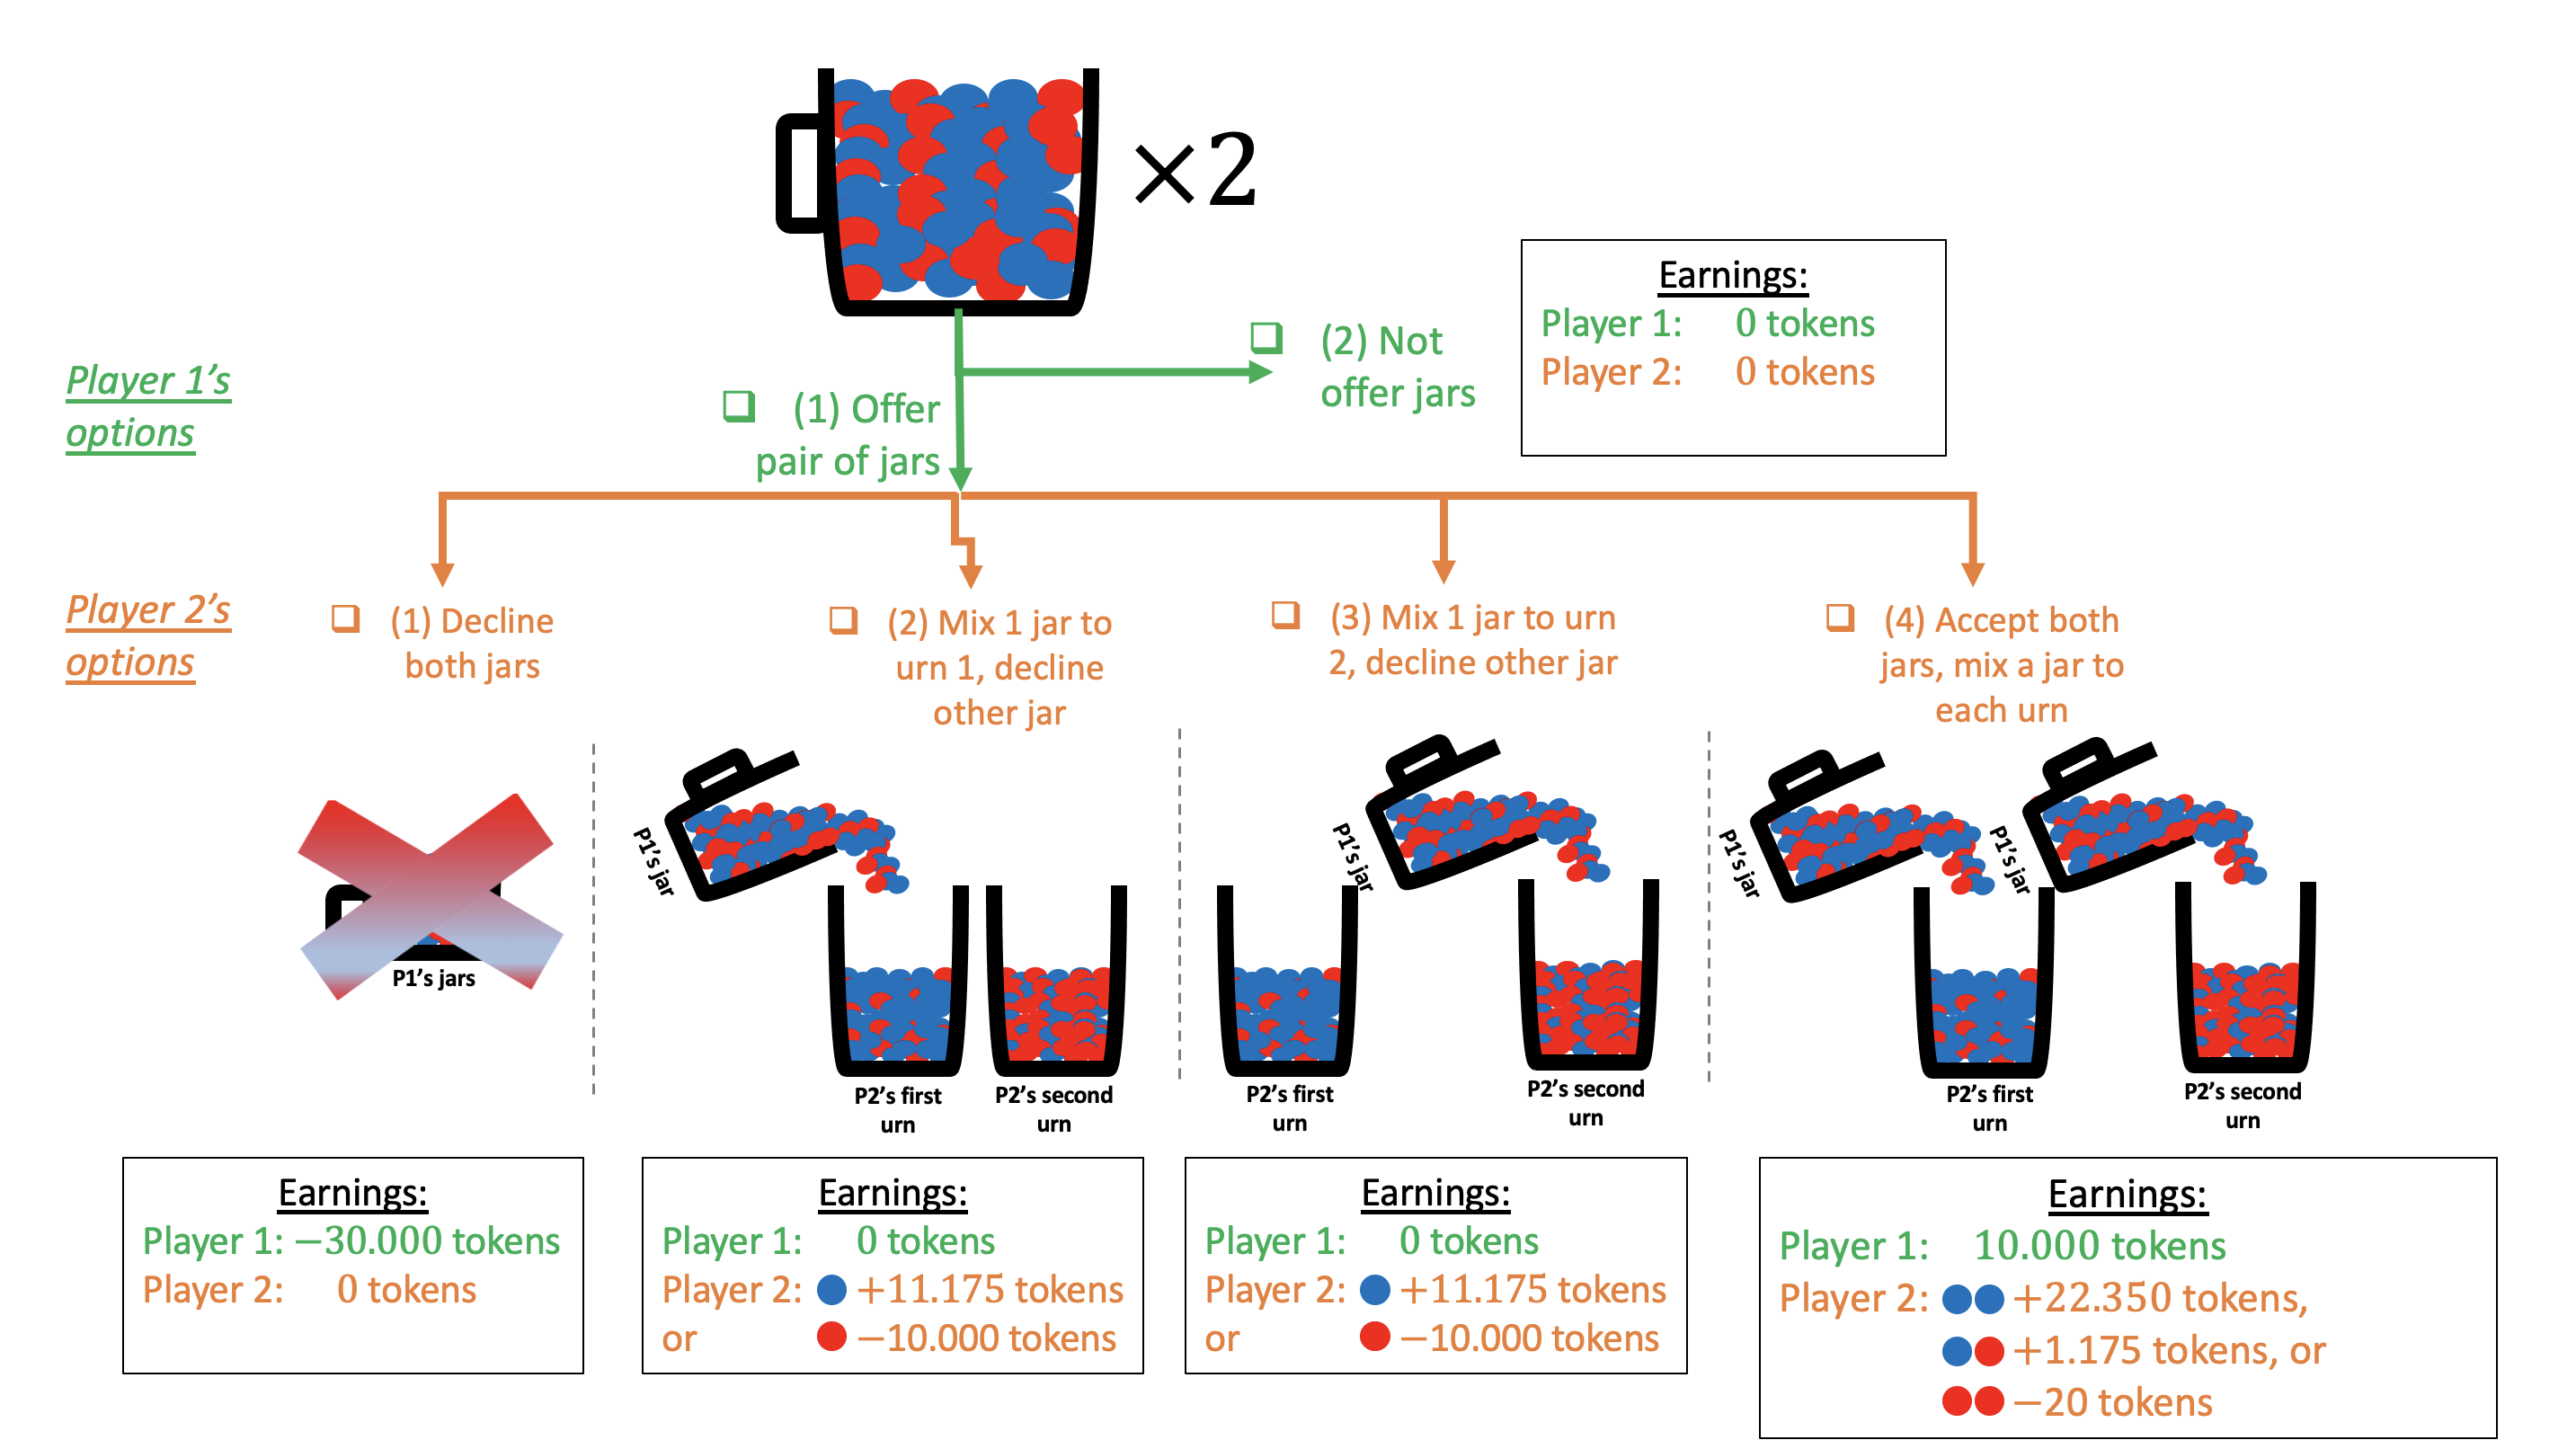 ×2
Earnings:
Player 1: 0 tokens
Player 2: 0 tokens
Player 1's
options
(1) Offer
pair of jars
(2) Not
offer jars
Player 2's
options
(1) Decline
both jars
(2) Mix 1 jar to
urn 1, decline
other jar
(3) Mix 1 jar to urn
2, decline other jar
(4) Accept both
jars, mix a jar to
each urn
P1's jars
P1's jar
P2's first
urn
P2's second
urn
P1's jar
P2's first
urn
P2's second
urn
P1's jar
P1's jar
P2's first
urn
P2's second
urn
Earnings:
Player 1: −30.000 tokens
Player 2: 0 tokens
Earnings:
Player 1: 0 tokens
Player 2: +11.175 tokens
or −10.000 tokens
Earnings:
Player 1: 0 tokens
Player 2: +11.175 tokens
or −10.000 tokens
Earnings:
Player 1: 10.000 tokens
Player 2: +22.350 tokens,
+1.175 tokens, or
−20 tokens